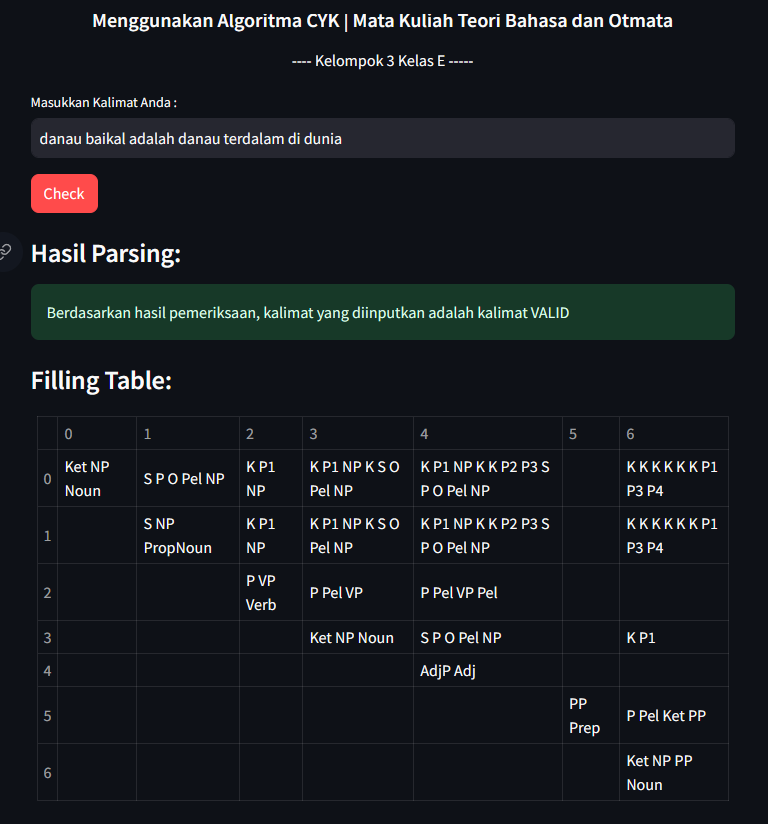 Menggunakan Algoritma CYK | Mata Kuliah Teori Bahasa dan Otmata
---- Kelompok 3 Kelas E -----
Masukkan Kalimat Anda :
danau baikal adalah danau terdalam di dunia
Check
Hasil Parsing:
Berdasarkan hasil pemeriksaan, kalimat yang diinputkan adalah kalimat VALID
Filling Table:
0 1 2 3 4 5 6
0 Ket NP Noun S P O Pel NP K P1 NP K P1 NP K S O Pel NP K P1 NP K K P2 P3 S P O Pel NP K K K K K K P1 P3 P4
1 S NP PropNoun K P1 NP K P1 NP K S O Pel NP K P1 NP K K P2 P3 S P O Pel NP K K K K K K P1 P3 P4
2 P VP Verb P Pel VP P Pel VP Pel
3 Ket NP Noun S P O Pel NP K P1
4 AdjP Adj
5 PP Prep P Pel Ket PP
6 Ket NP PP Noun